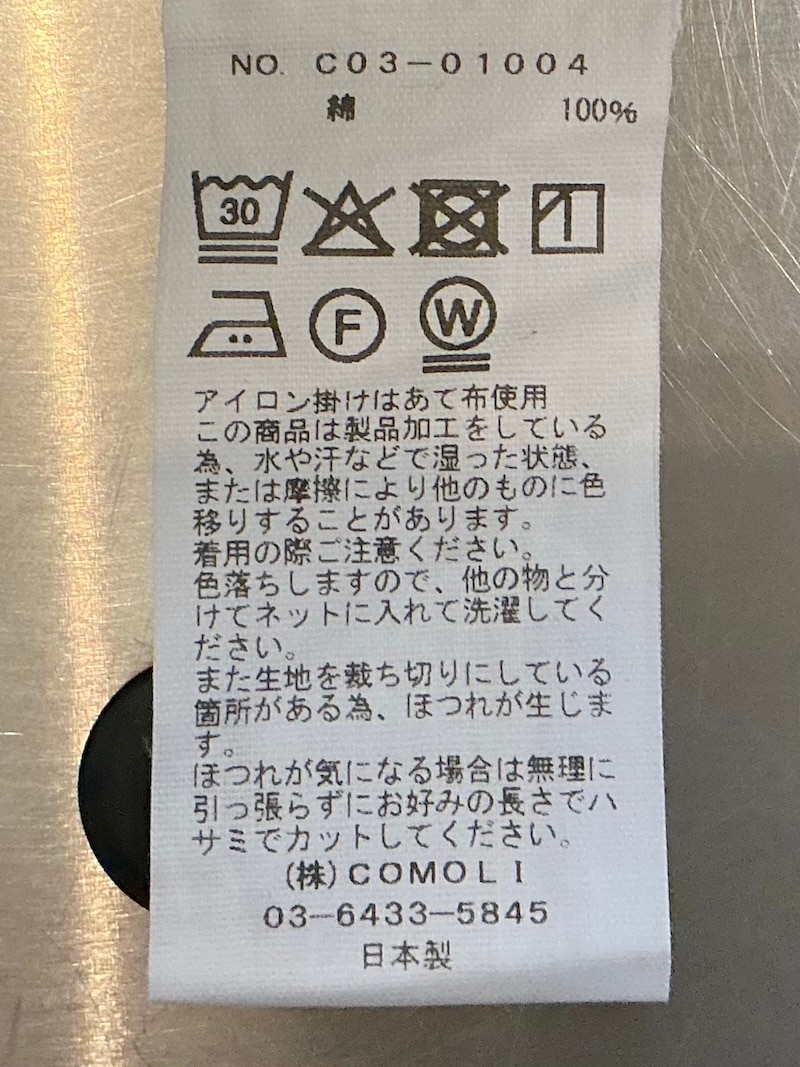 NO. C03-01004
綿 100%
30
F W
アイロン掛けはあて布使用
この商品は製品加工をしている
為、水や汗などで湿った状態、
または摩擦により他のものに色
移りすることがあります。
着用の際ご注意ください。
色落ちしますので、他の物と分
けてネットに入れて洗濯してく
ださい。
また生地を裁ち切りにしている
箇所がある為、ほつれが生じま
す。
ほつれが気になる場合は無理に
引っ張らずにお好みの長さでハ
サミでカットしてください。
(株)COMOLI
03-6433-5845
日本製